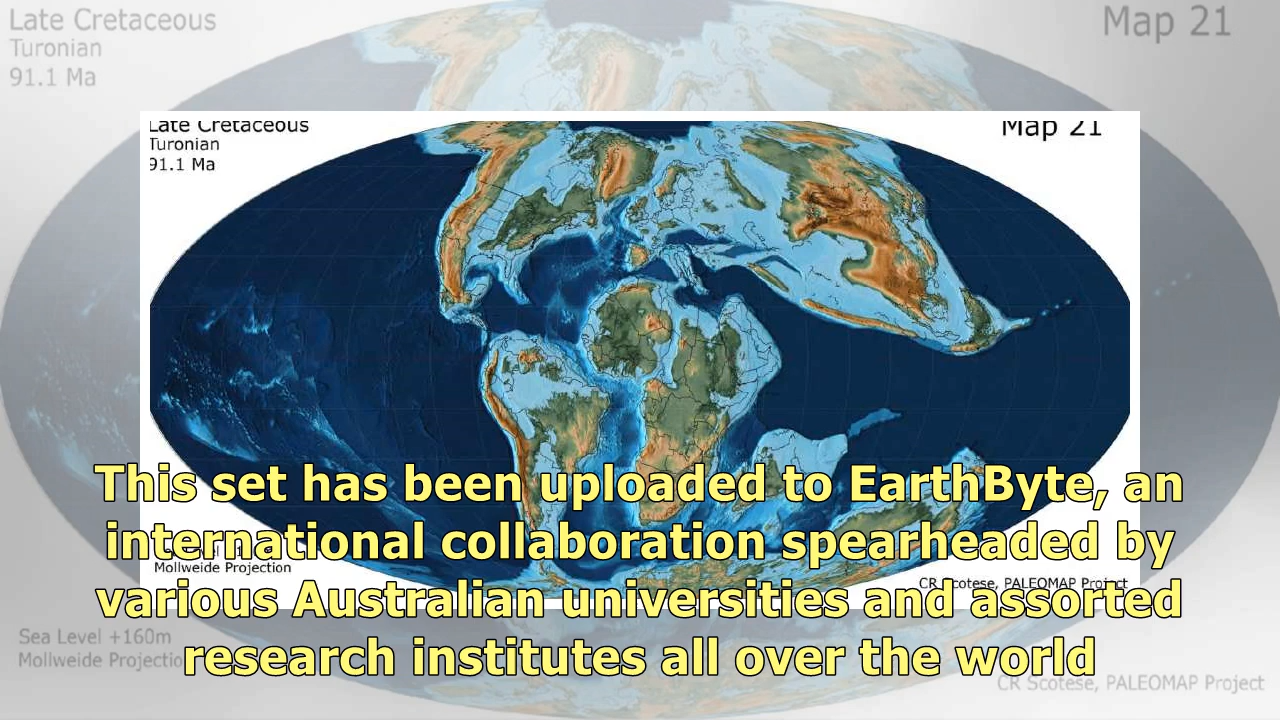 Late Cretaceous
Turonian
91.1 Ma
Map 21
Late Cretaceous
Turonian
91.1 Ma
Map 21
This set has been uploaded to EarthByte, an
international collaboration spearheaded by
Mollweide Projection
CR Scotese, PALEOMAP Project
various Australian universities and assorted
research institutes all over the world
Sea Level +160m
Mollweide Projectio
CR Scotese, PALEOMAP Project